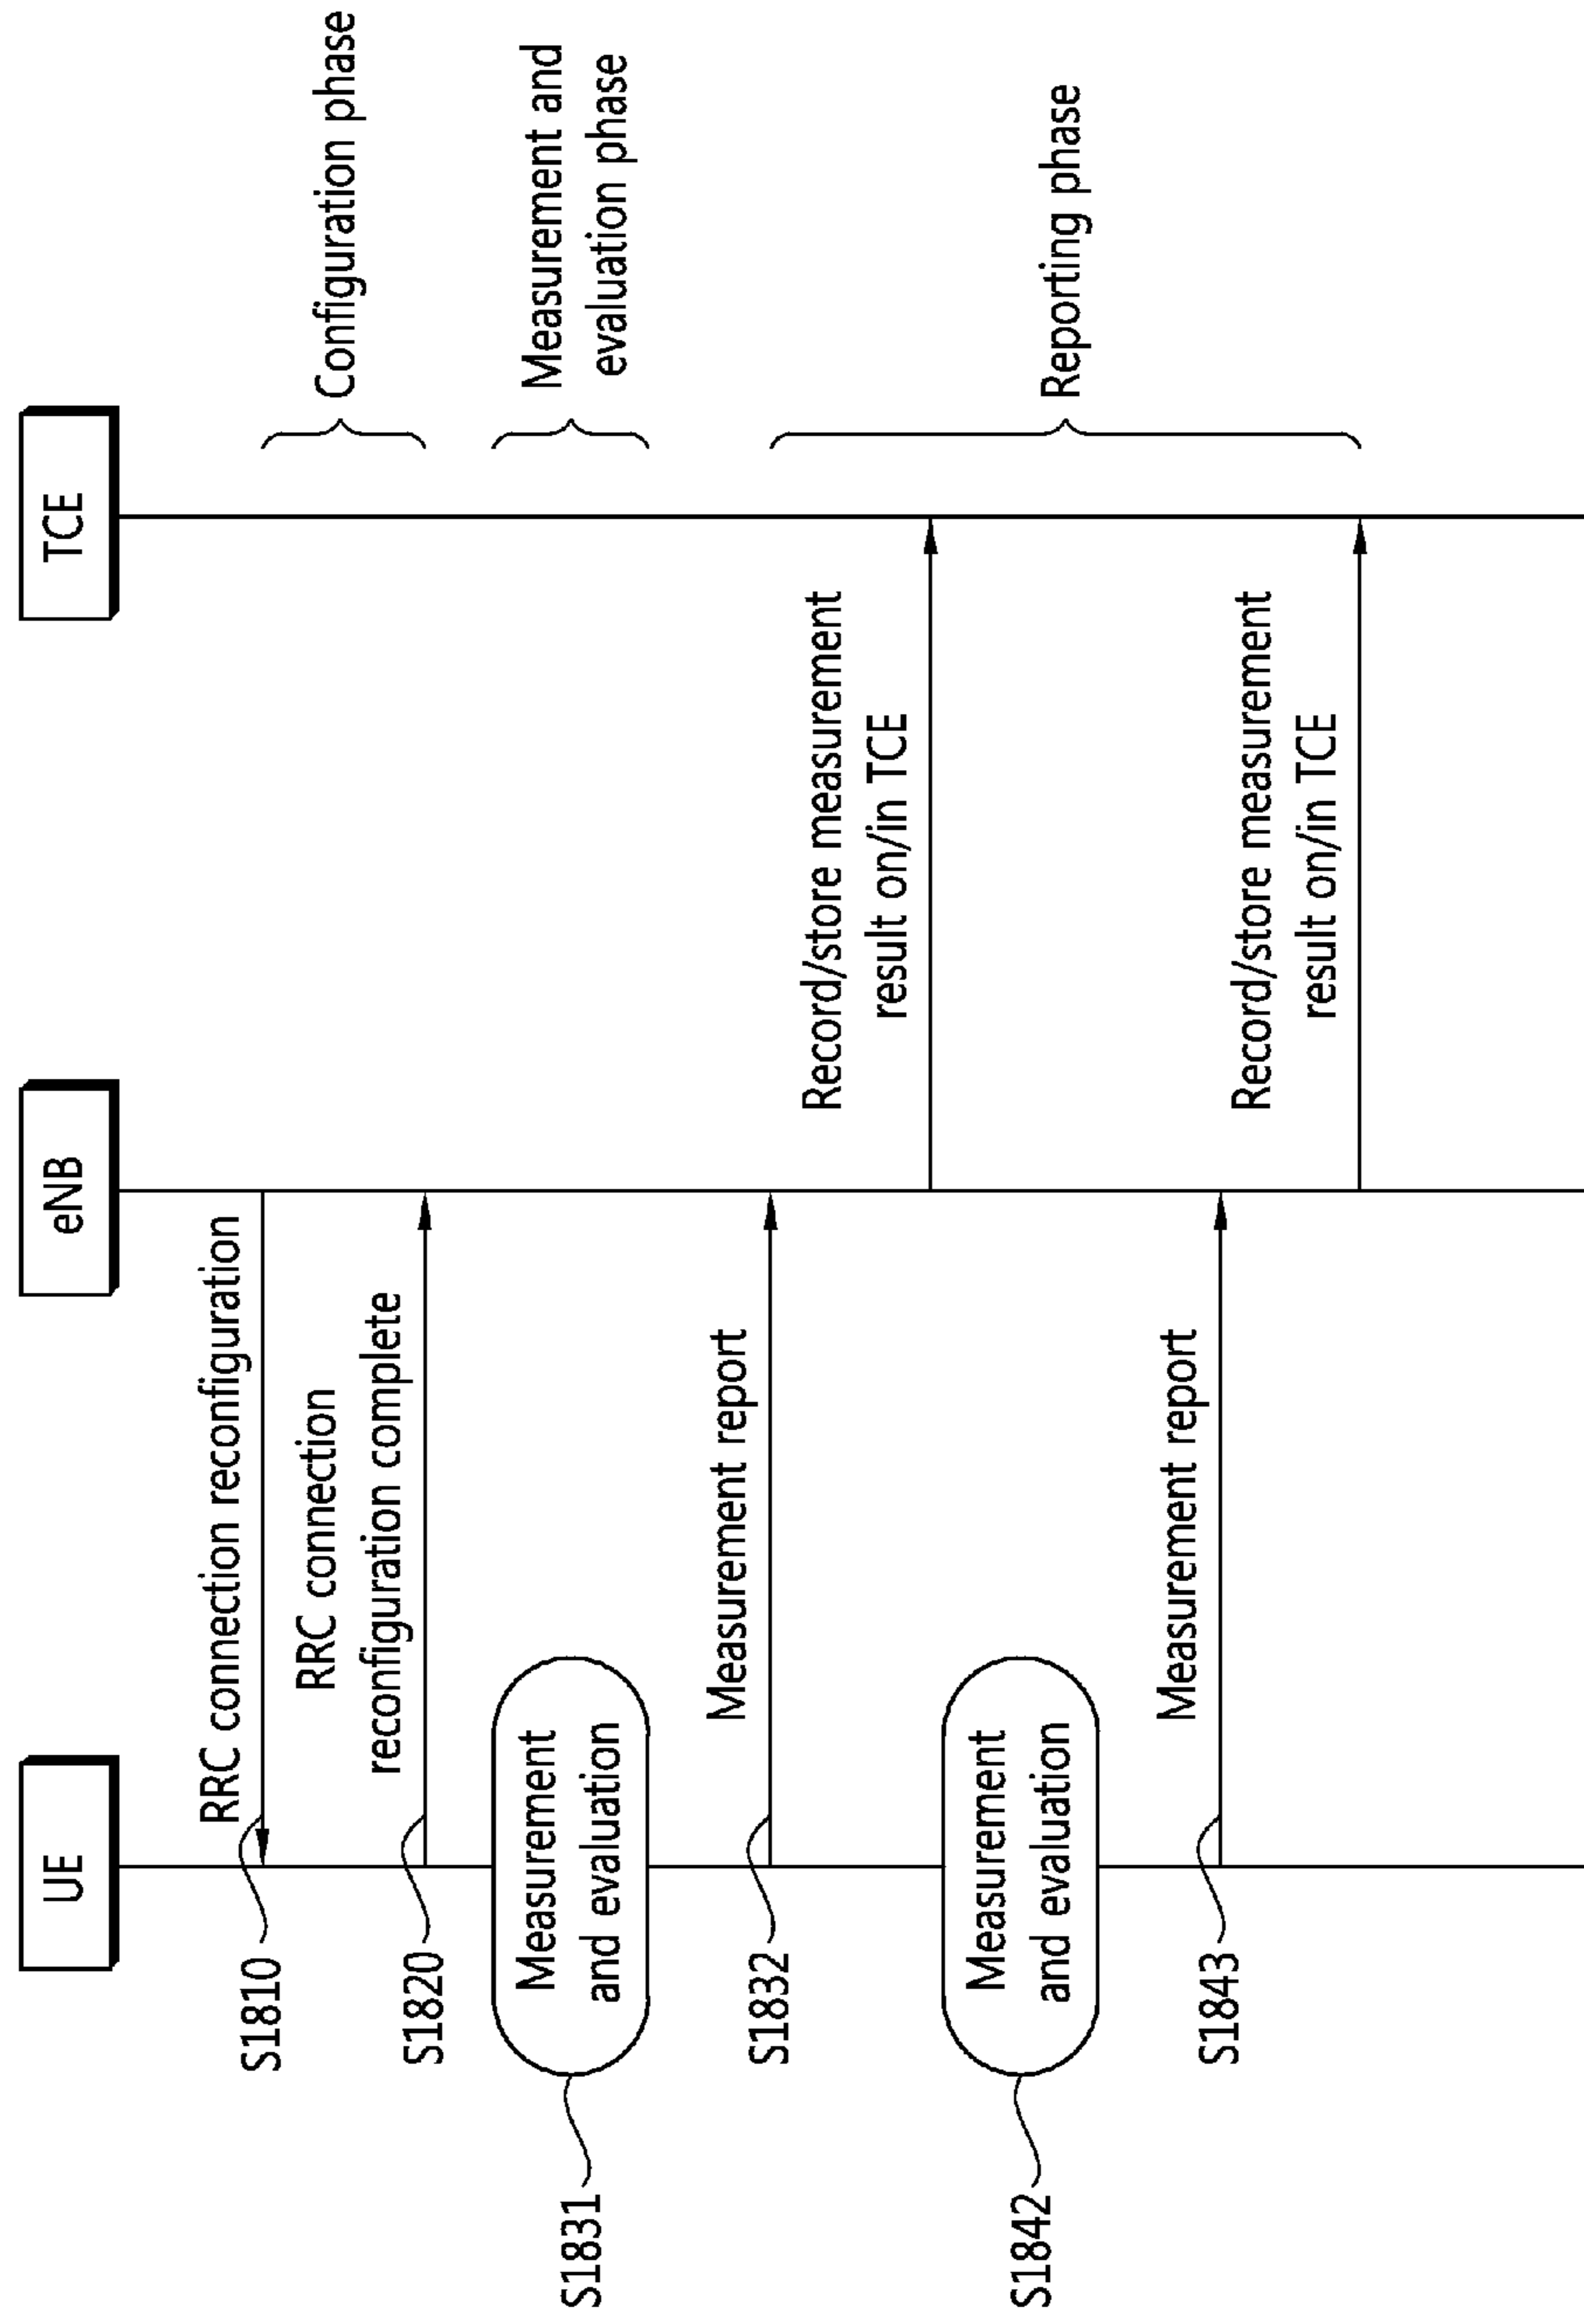 UE
eNB
TCE
S1810
RRC connection reconfiguration
Configuration phase
S1820
RRC connection
reconfiguration complete
S1831
Measurement
and evaluation
Measurement and
evaluation phase
S1832
Measurement report
Record/store measurement
result on/in TCE
Reporting phase
S1842
Measurement
and evaluation
S1843
Measurement report
Record/store measurement
result on/in TCE